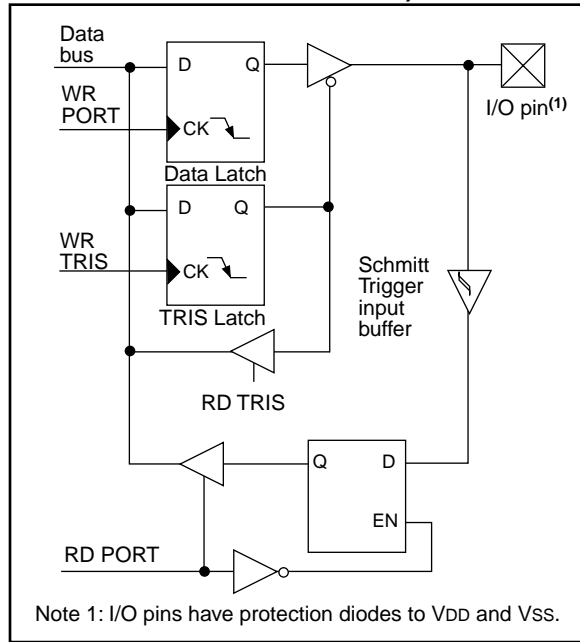 Data
bus
D
Q
WR
PORT
CK
I/O pin(1)
Data Latch
D
Q
WR
TRIS
CK
Schmitt
Trigger
input
buffer
TRIS Latch
RD TRIS
Q
D
EN
RD PORT
Note 1: I/O pins have protection diodes to VDD and VSS.